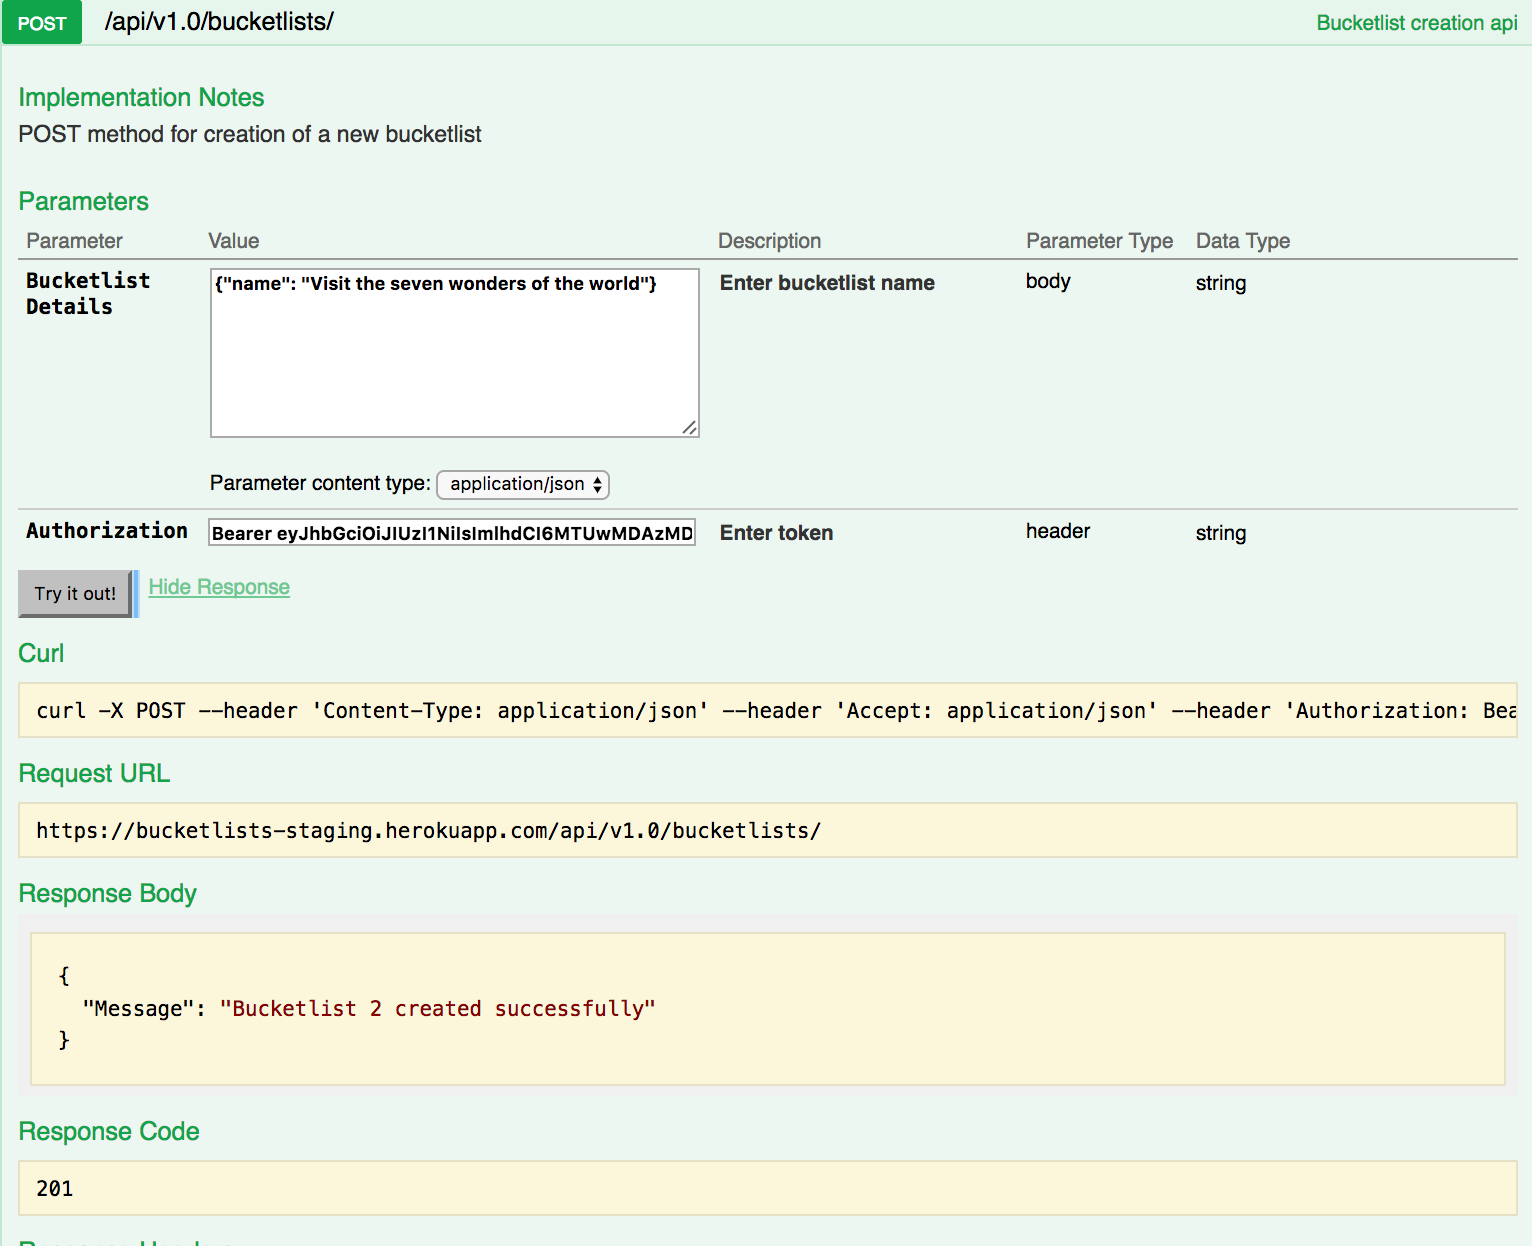 POST /api/v1.0/bucketlists/ Bucketlist creation api
Implementation Notes
POST method for creation of a new bucketlist
Parameters
Parameter Value Description Parameter Type Data Type
Bucketlist Details {"name": "Visit the seven wonders of the world"} Enter bucketlist name body string
Parameter content type: application/json
Authorization Bearer eyJhbGciOiJIUzI1NiIsImlhdCI6MTUwMDAzMD Enter token header string
Try it out! Hide Response
Curl
curl -X POST --header 'Content-Type: application/json' --header 'Accept: application/json' --header 'Authorization: Bea
Request URL
https://bucketlists-staging.herokuapp.com/api/v1.0/bucketlists/
Response Body
{
"Message": "Bucketlist 2 created successfully"
}
Response Code
201